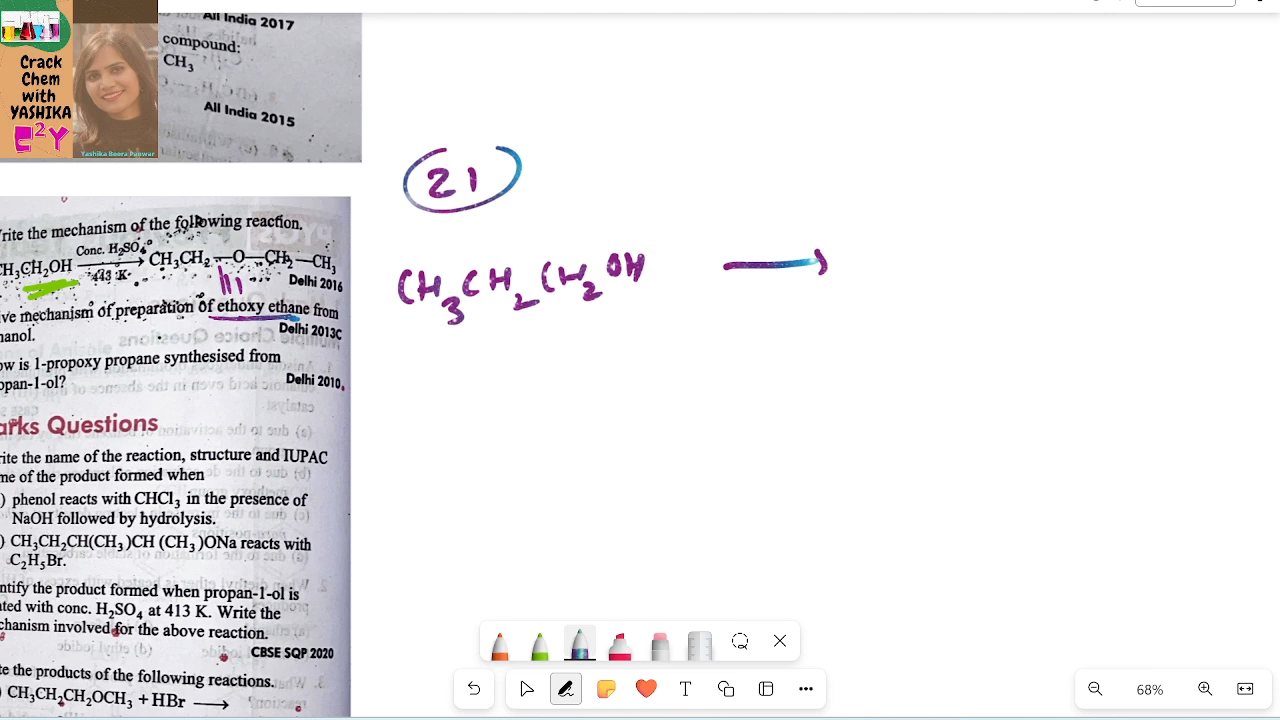 Crack
Chem
with
YASHIKA
C²Y
Yashika Boora Panwar
All India 2017
compound:
CH₃
All India 2015
21
CH₃CH₂CH₂OH
rite the mechanism of the following reaction.
CH₃CH₂OH Conc. H₂SO₄ 413 K → CH₃CH₂—O—CH₂—CH₃
Delhi 2016
ive mechanism of preparation of ethoxy ethane from
hanol.
Delhi 2013C
ow is 1-propoxy propane synthesised from
opan-1-ol?
Delhi 2010
arks Questions
rite the name of the reaction, structure and IUPAC
me of the product formed when
) phenol reacts with CHCl₃ in the presence of
NaOH followed by hydrolysis.
) CH₃CH₂CH(CH₃)CH (CH₃)ONa reacts with
C₂H₅Br.
ntify the product formed when propan-1-ol is
ated with conc. H₂SO₄ at 413 K. Write the
chanism involved for the above reaction.
CBSE SQP 2020
te the products of the following reactions.
) CH₃CH₂CH₂OCH₃ + HBr →
68%